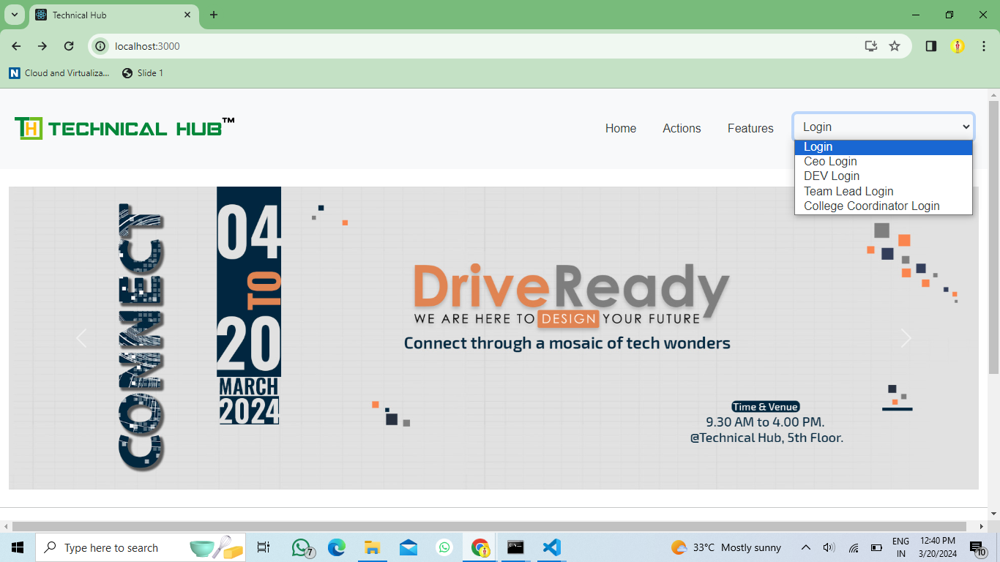 Technical Hub
localhost:3000
Cloud and Virtualiza...
Slide 1
TH TECHNICAL HUB™
Home
Actions
Features
Login
Login
Ceo Login
DEV Login
Team Lead Login
College Coordinator Login
CONNECT
04
TO
20
MARCH
2024
DriveReady
WE ARE HERE TO DESIGN YOUR FUTURE
Connect through a mosaic of tech wonders
Time & Venue
9.30 AM to 4.00 PM.
@Technical Hub, 5th Floor.
Type here to search
7
33°C Mostly sunny
ENG
IN
12:40 PM
3/20/2024
10